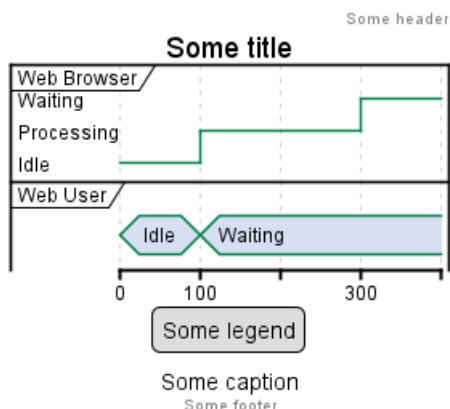 Some header
Some title
Web Browser
Waiting
Processing
Idle
Web User
Idle Waiting
0 100 300
Some legend
Some caption
Some footer